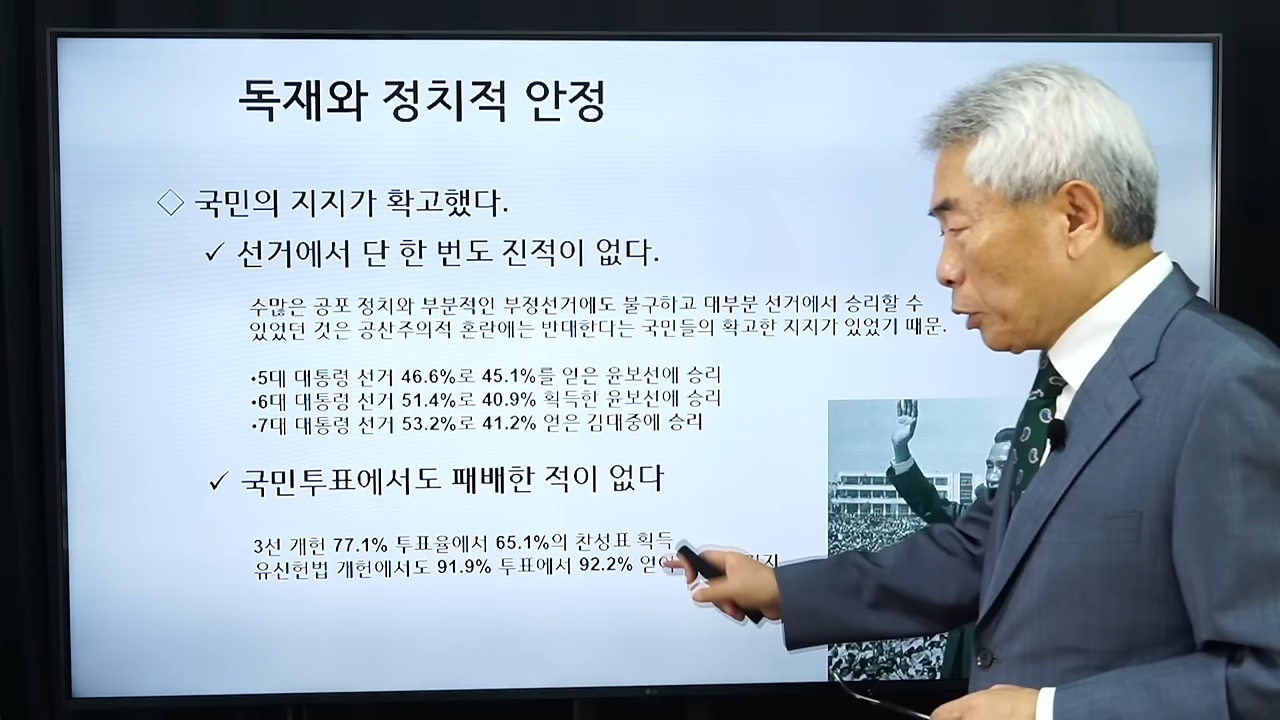 독재와 정치적 안정
◇ 국민의 지지가 확고했다.
✓ 선거에서 단 한 번도 진적이 없다.
수많은 공포 정치와 부분적인 부정선거에도 불구하고 대부분 선거에서 승리할 수
있었던 것은 공산주의적 혼란에는 반대한다는 국민들의 확고한 지지가 있었기 때문.
•5대 대통령 선거 46.6%로 45.1%를 얻은 윤보선에 승리
•6대 대통령 선거 51.4%로 40.9% 획득한 윤보선에 승리
•7대 대통령 선거 53.2%로 41.2% 얻은 김대중에 승리
✓ 국민투표에서도 패배한 적이 없다
3선 개헌 77.1% 투표율에서 65.1%의 찬성표 획득
유신헌법 개헌에서도 91.9% 투표에서 92.2%